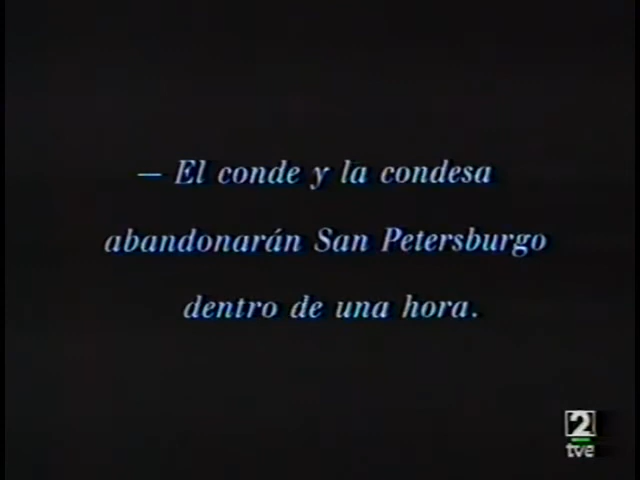 — El conde y la condesa
abandonarán San Petersburgo
dentro de una hora.
2
tve